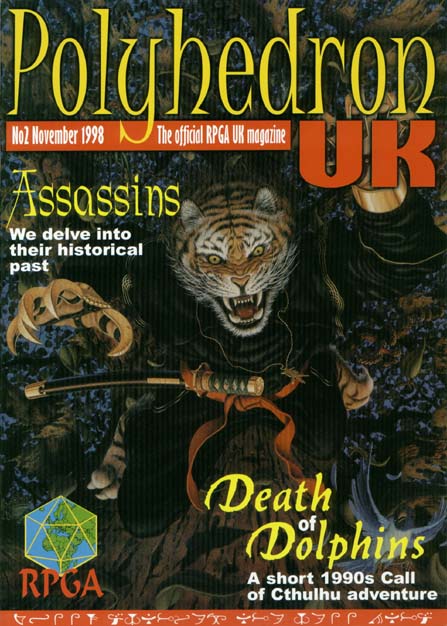 Polyhedron
No2 November 1998 The official RPGA UK magazine
UK
Assassins
We delve into
their historical
past
Death
of
Dolphins
A short 1990s Call
of Cthulhu adventure
RPGA